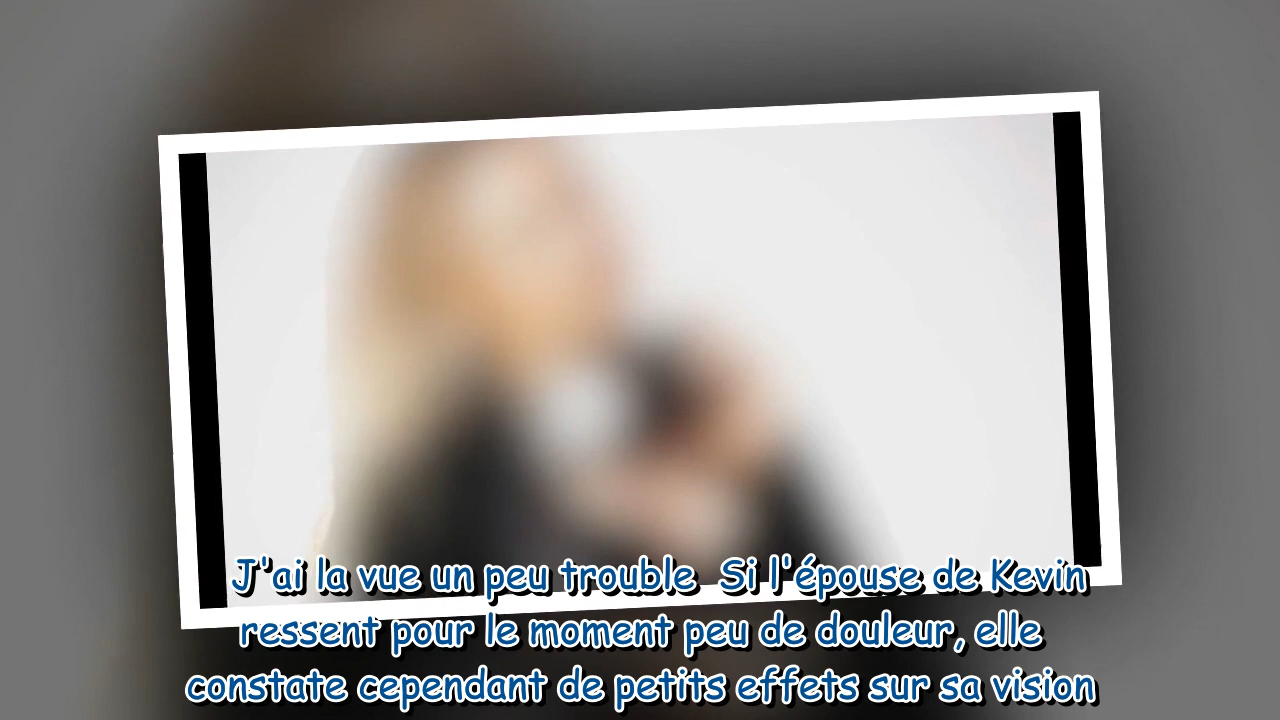 J'ai la vue un peu trouble  Si l'épouse de Kevin
ressent pour le moment peu de douleur, elle
constate cependant de petits effets sur sa vision